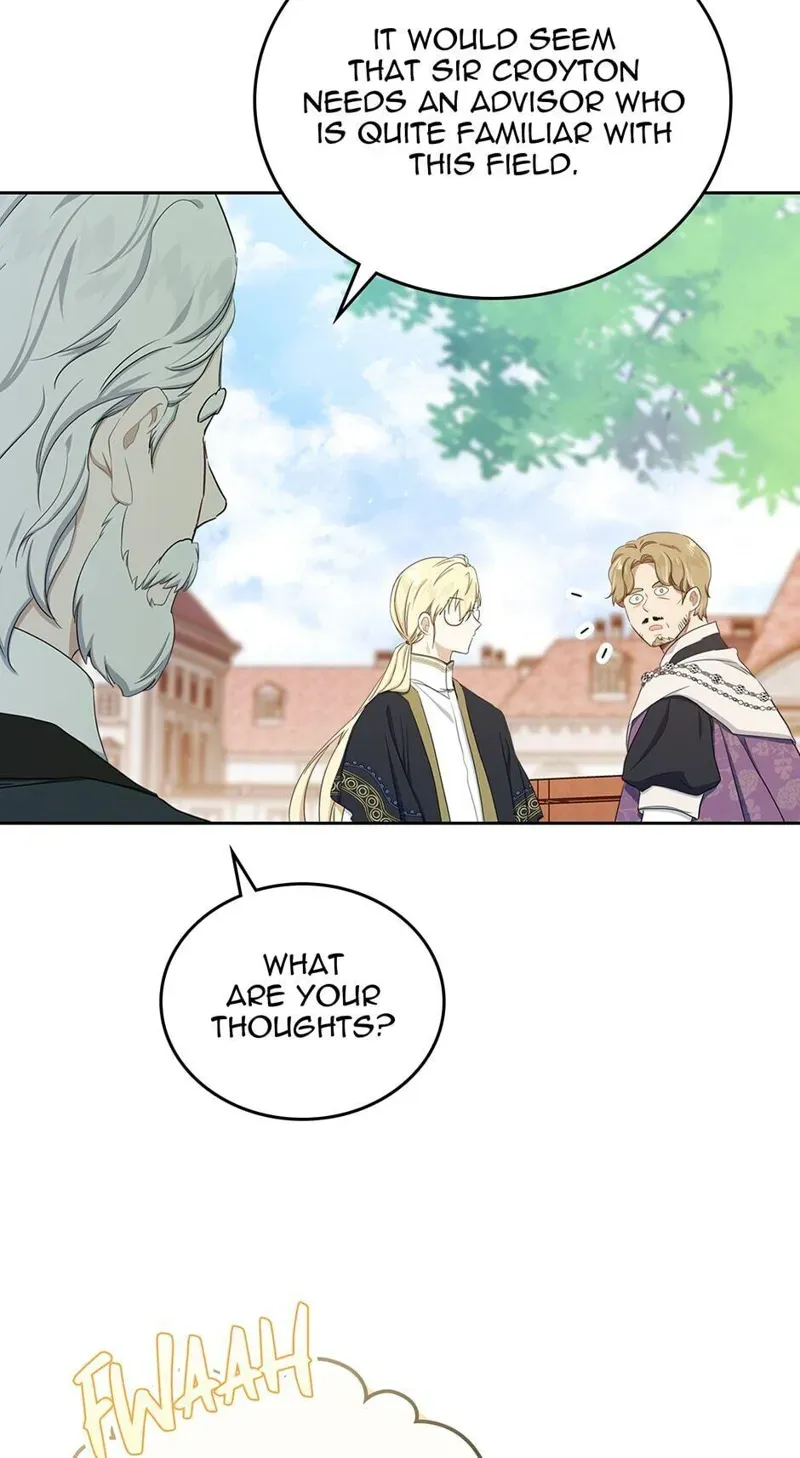 IT WOULD SEEM
THAT SIR CROYTON
NEEDS AN ADVISOR WHO
IS QUITE FAMILIAR WITH
THIS FIELD.
WHAT
ARE YOUR
THOUGHTS?
FWAAH